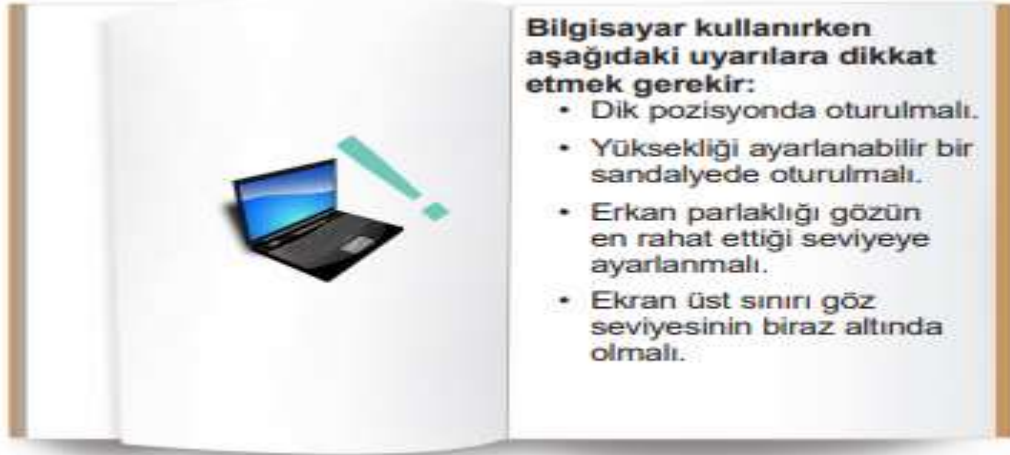 Bilgisayar kullanırken
aşağıdaki uyarılara dikkat
etmek gerekir:
• Dik pozisyonda oturulmalı.
• Yüksekliği ayarlanabilir bir
sandalyede oturulmalı.
• Erkan parlaklığı gözün
en rahat ettiği seviyeye
ayarlanmalı.
• Ekran üst sınırı göz
seviyesinin biraz altında
olmalı.